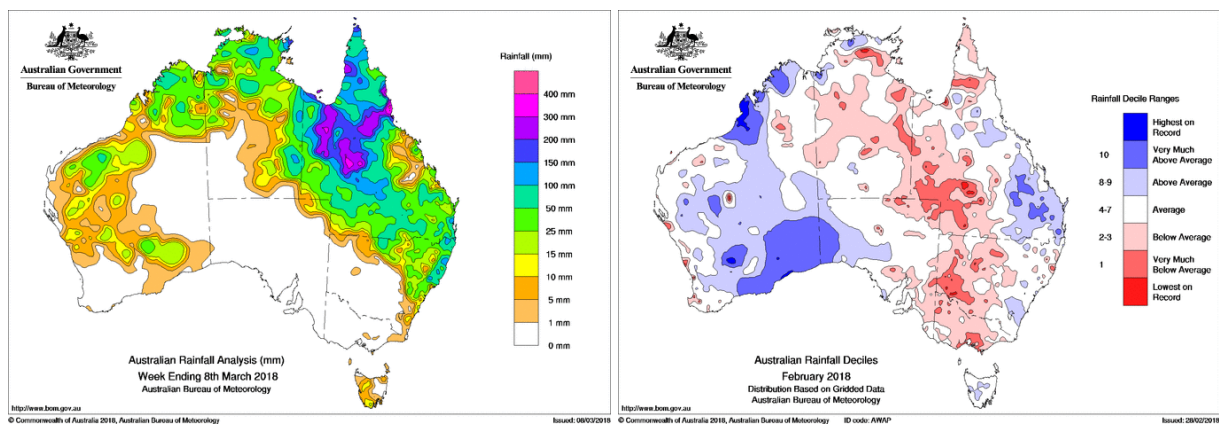 Australian Government
Bureau of Meteorology
Rainfall (mm)
400 mm
300 mm
200 mm
150 mm
100 mm
50 mm
25 mm
15 mm
10 mm
5 mm
1 mm
0 mm
Australian Rainfall Analysis (mm)
Week Ending 8th March 2018
Australian Bureau of Meteorology
http://www.bom.gov.au
© Commonwealth of Australia 2018, Australian Bureau of Meteorology
Issued: 08/03/2018
Australian Government
Bureau of Meteorology
Rainfall Decile Ranges
Highest on
Record
10
Very Much
Above Average
8-9
Above Average
4-7
Average
2-3
Below Average
1
Very Much
Below Average
Lowest on
Record
Australian Rainfall Deciles
February 2018
Distribution Based on Gridded Data
Australian Bureau of Meteorology
http://www.bom.gov.au
© Commonwealth of Australia 2018, Australian Bureau of Meteorology
ID code: AWAP
Issued: 28/02/2018